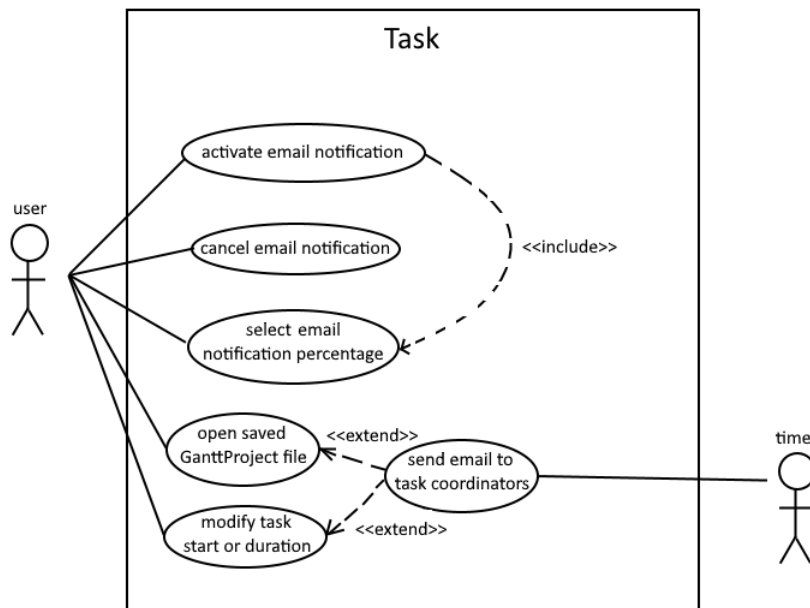 Task
activate email notification
user
cancel email notification
<<include>>
select email
notification percentage
open saved
GanttProject file
<<extend>>
send email to
task coordinators
time
modify task
start or duration
<<extend>>